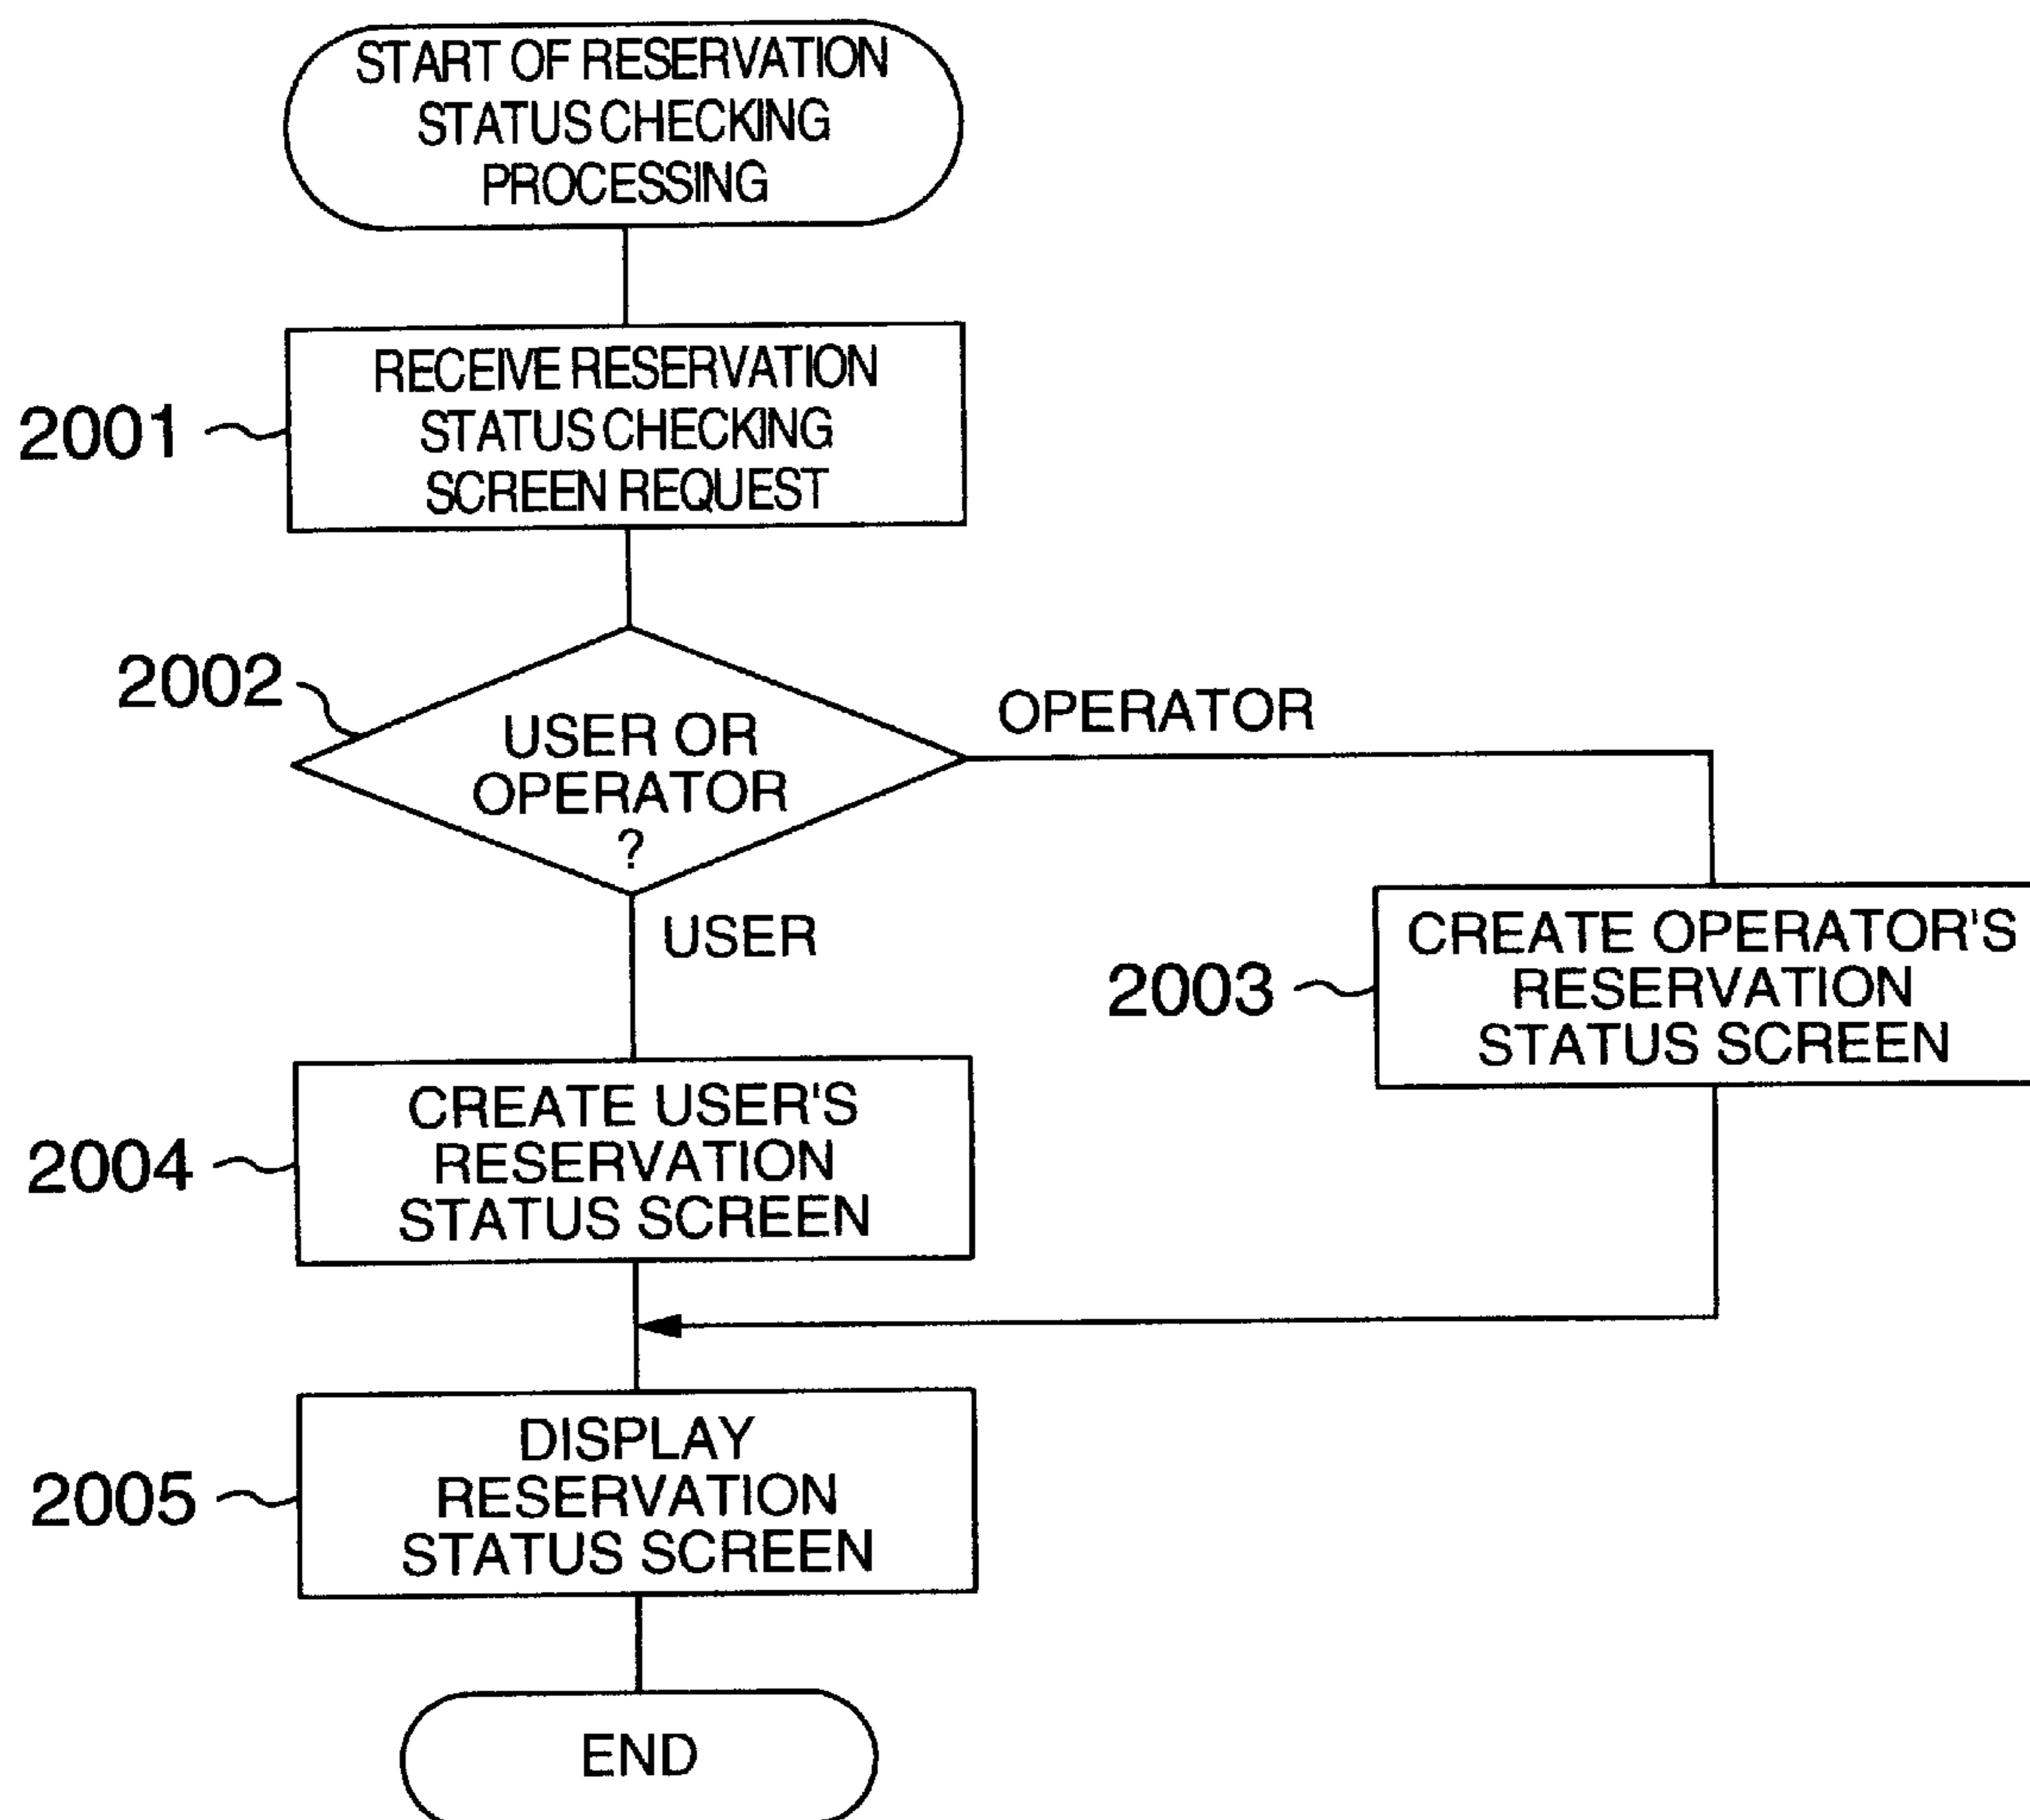 START OF RESERVATION
STATUS CHECKING
PROCESSING
RECEIVE RESERVATION
STATUS CHECKING
SCREEN REQUEST
2001
2002
USER OR
OPERATOR
?
OPERATOR
USER
CREATE OPERATOR'S
RESERVATION
STATUS SCREEN
2003
CREATE USER'S
RESERVATION
STATUS SCREEN
2004
DISPLAY
RESERVATION
STATUS SCREEN
2005
END